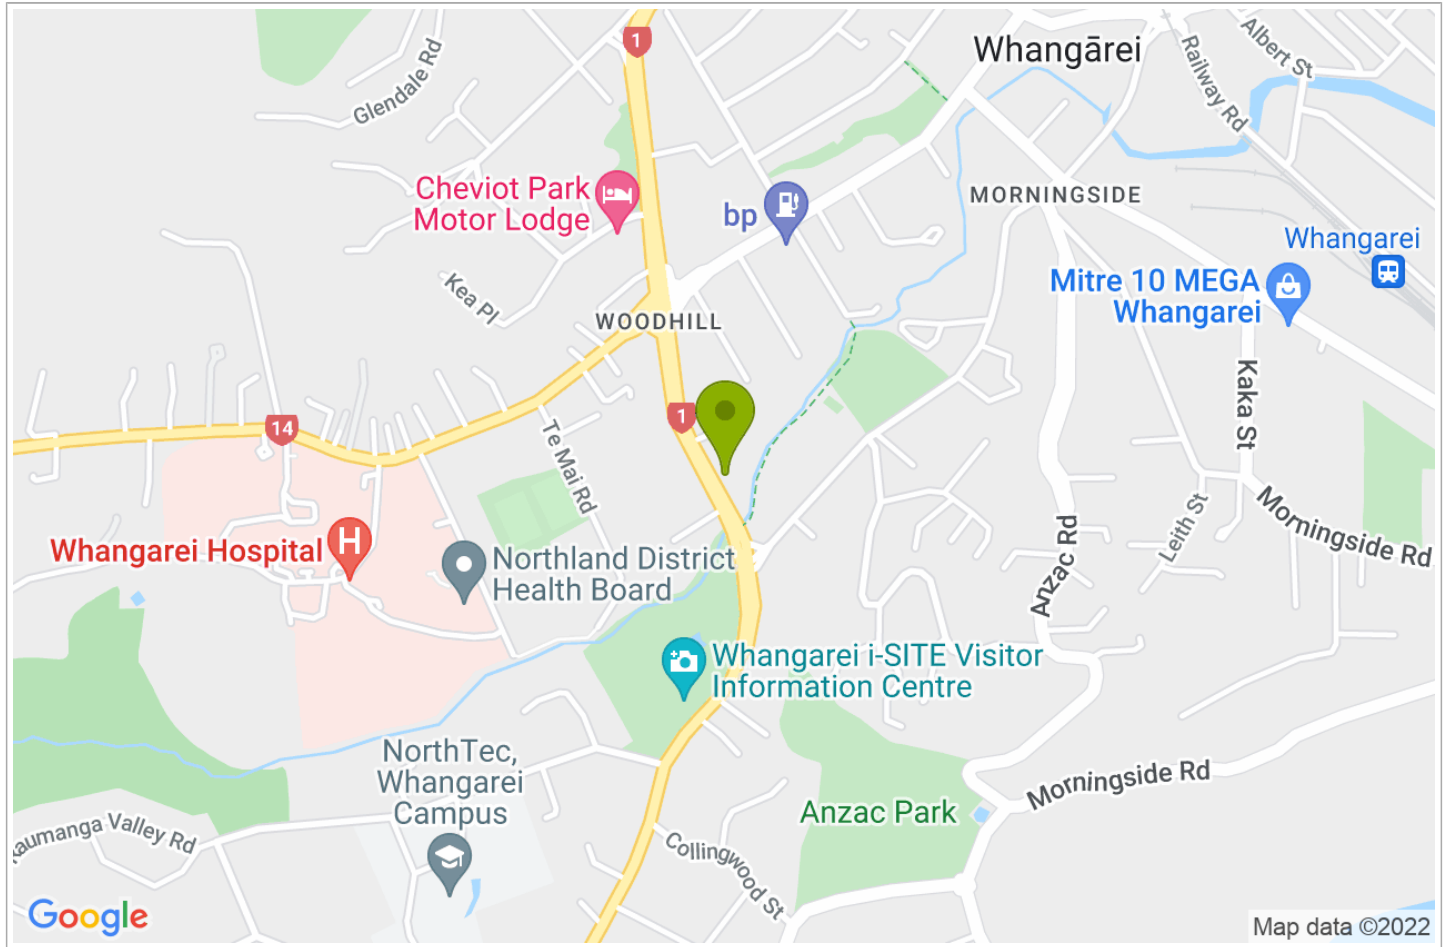 1
Whangārei
Albert St
Railway Rd
Glendale Rd
Cheviot Park
Motor Lodge
bp
MORNINGSIDE
Whangarei
Mitre 10 MEGA
Whangarei
Kea Pl
WOODHILL
Kaka St
14
1
Te Mai Rd
Morningside Rd
Leith St
Anzac Rd
Whangarei Hospital
H
Northland District
Health Board
Whangarei i-SITE Visitor
Information Centre
NorthTec,
Whangarei
Campus
Morningside Rd
Anzac Park
aumanga Valley Rd
Collingwood St
Google
Map data ©2022